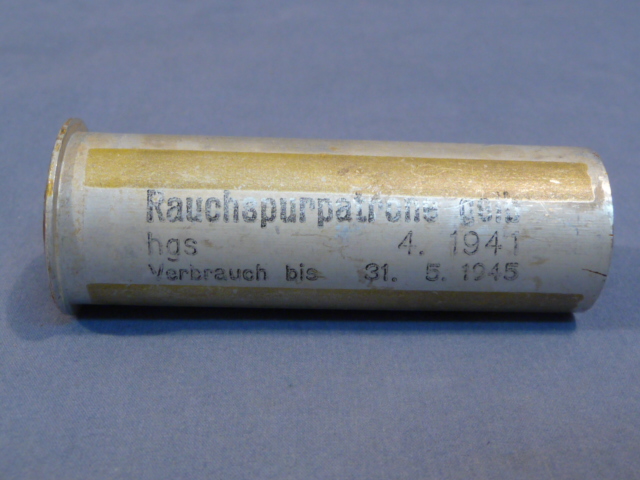 Rauchspurpatrone gelb
hgs 4. 1941
Verbrauch bis 31. 5. 1945